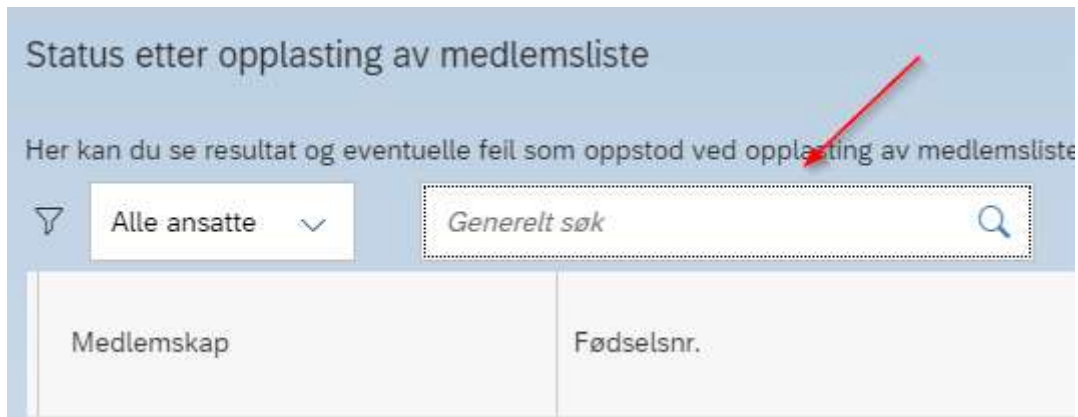 Status etter opplasting av medlemsliste
Her kan du se resultat og eventuelle feil som oppstod ved opplasting av medlemsliste
Alle ansatte Generelt søk
Medlemskap Fødselsnr.